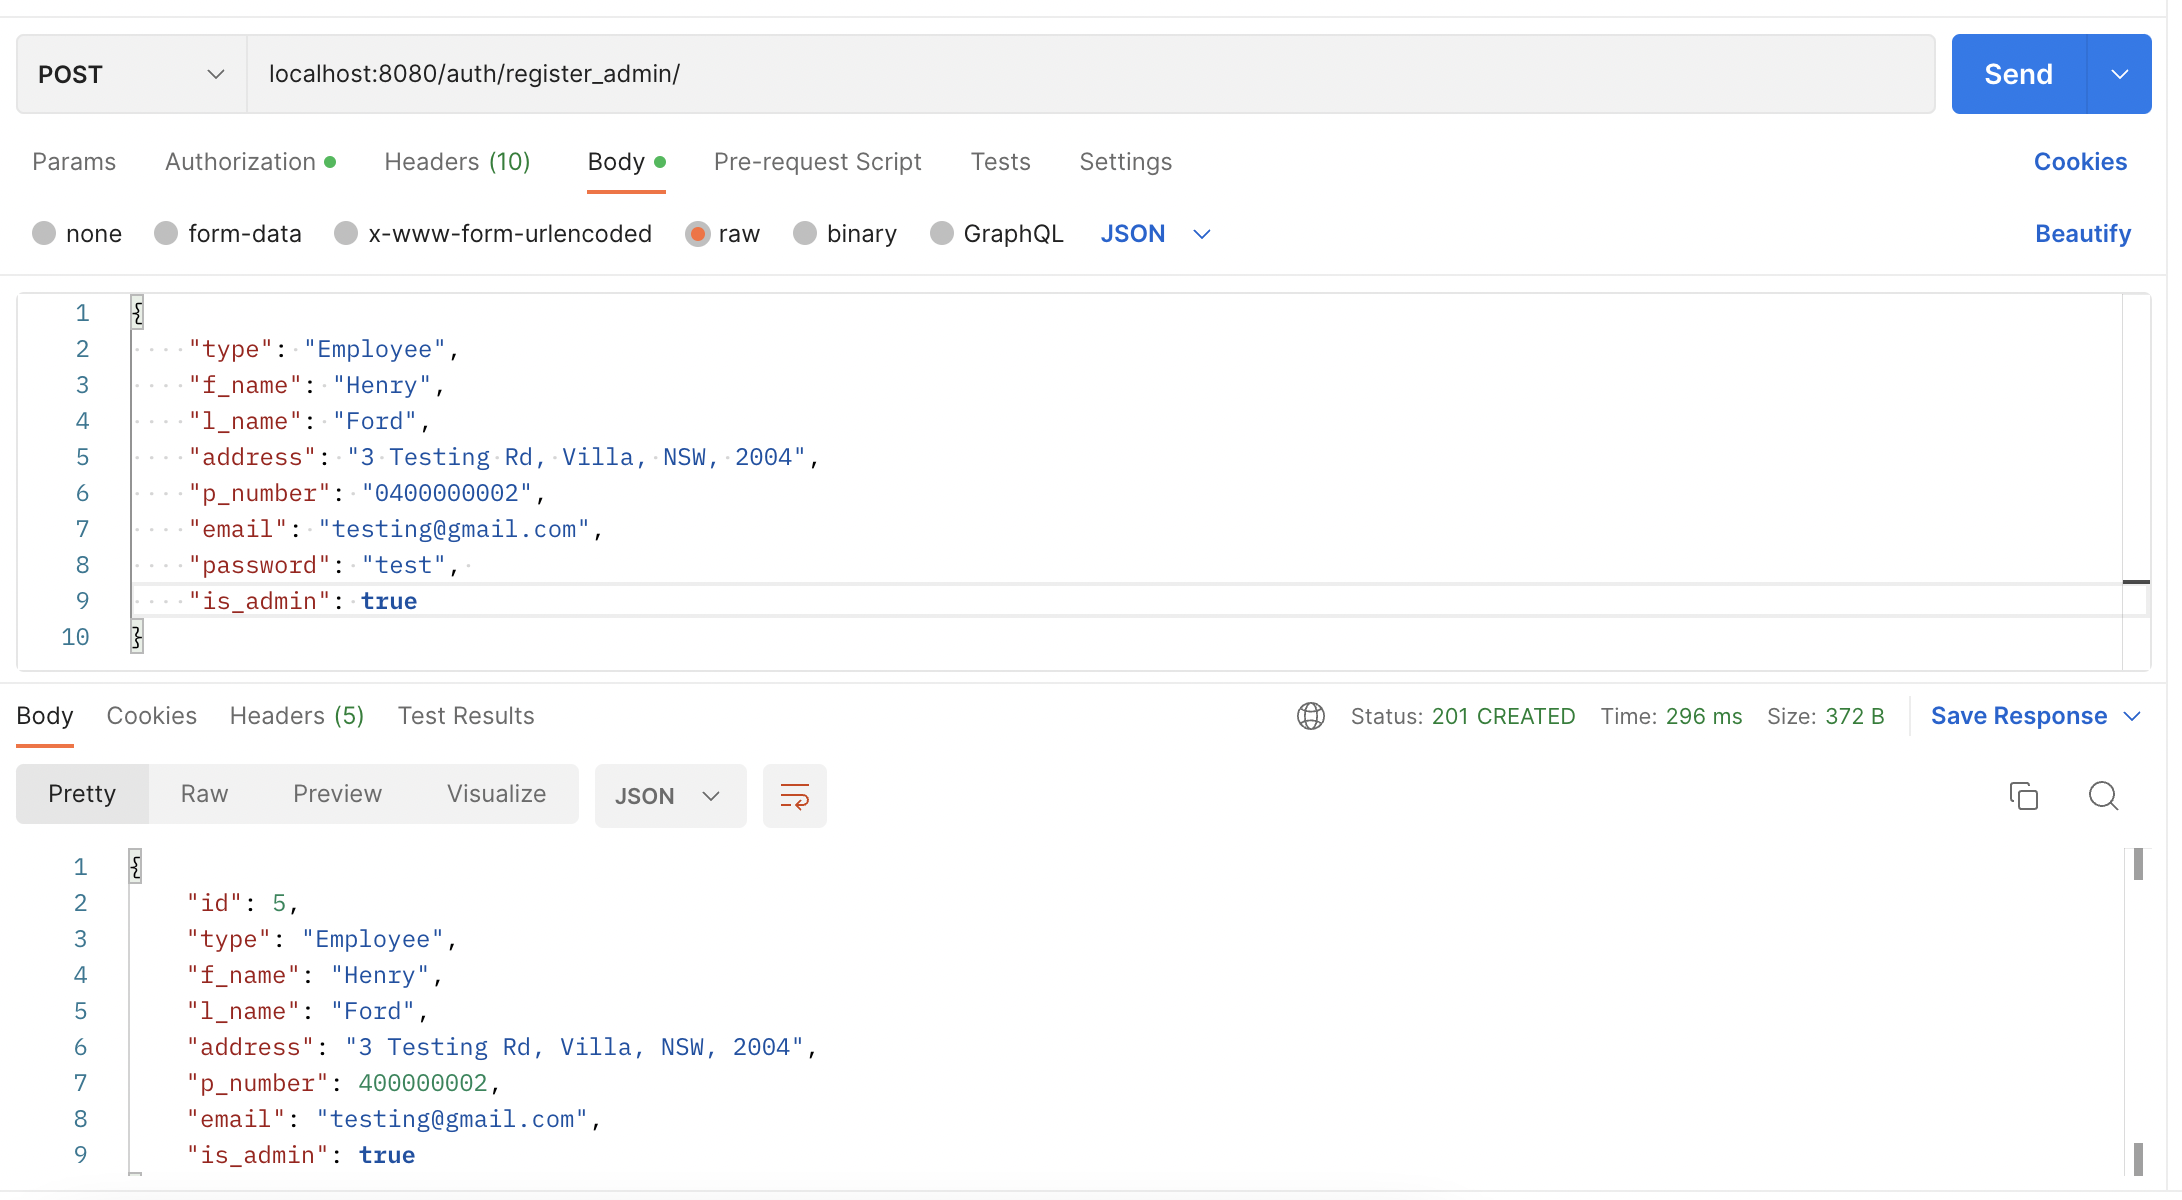 POST localhost:8080/auth/register_admin/ Send
Params Authorization Headers (10) Body Pre-request Script Tests Settings Cookies
none form-data x-www-form-urlencoded raw binary GraphQL JSON Beautify
1 {
2 "type": "Employee",
3 "f_name": "Henry",
4 "l_name": "Ford",
5 "address": "3 Testing Rd, Villa, NSW, 2004",
6 "p_number": "0400000002",
7 "email": "testing@gmail.com",
8 "password": "test",
9 "is_admin": true
10 }
Body Cookies Headers (5) Test Results Status: 201 CREATED Time: 296 ms Size: 372 B Save Response
Pretty Raw Preview Visualize JSON
1 {
2 "id": 5,
3 "type": "Employee",
4 "f_name": "Henry",
5 "l_name": "Ford",
6 "address": "3 Testing Rd, Villa, NSW, 2004",
7 "p_number": 400000002,
8 "email": "testing@gmail.com",
9 "is_admin": true